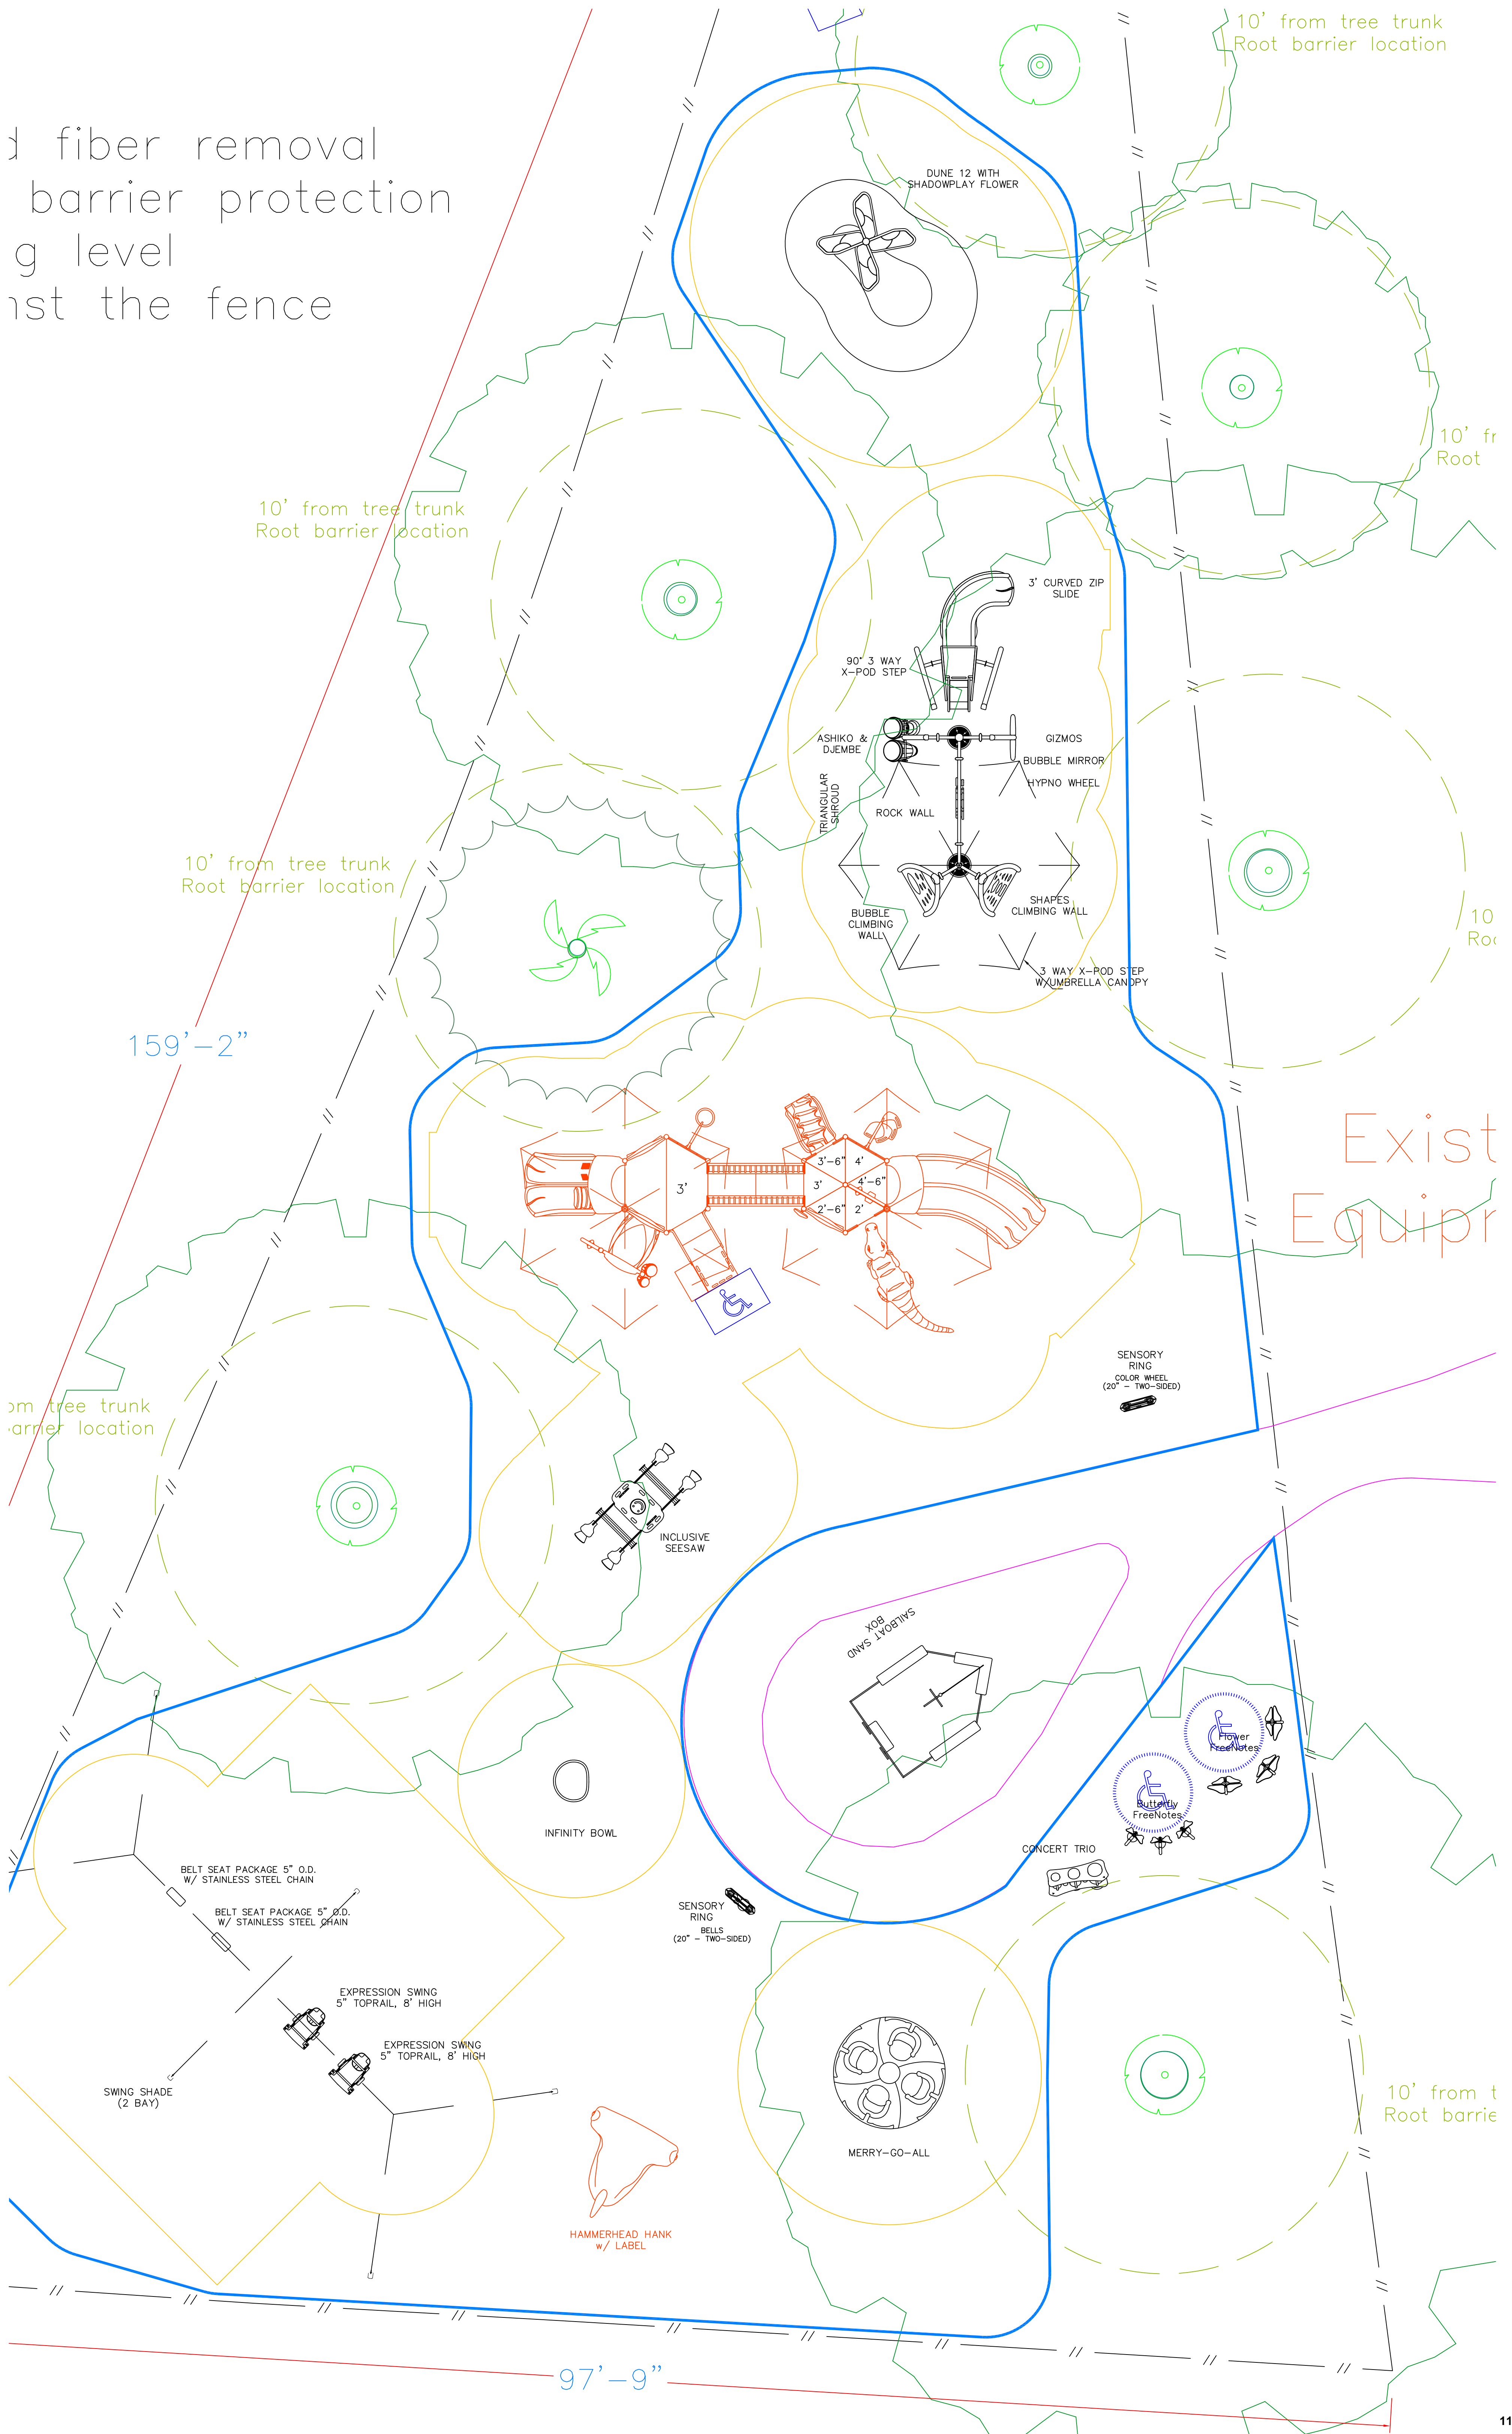 10' from tree trunk
Root barrier location
fiber removal
barrier protection
level
the fence
DUNE 12 WITH
SHADOWPLAY FLOWER
10'
Root
10' from tree trunk
Root barrier location
3' CURVED ZIP
SLIDE
90° 3 WAY
X-POD STEP
ASHIKO &
DJEMBE
GIZMOS
BUBBLE MIRROR
HYPNO WHEEL
TRIANGULAR
SHROUD
ROCK WALL
10' from tree trunk
Root barrier location
SHAPES
CLIMBING WALL
BUBBLE
CLIMBING
WALL
10
3 WAY X-POD STEP
W/UMBRELLA CANOPY
159'-2"
3'-6" 4'
3' 3' 4'-6"
2'-6" 2'
SENSORY
RING
COLOR WHEEL
(20" - TWO-SIDED)
tree trunk
location
INCLUSIVE
SEESAW
SAILBOAT SAND
BOX
Flower
FreeNotes
Butterfly
FreeNotes
INFINITY BOWL
CONCERT TRIO
BELT SEAT PACKAGE 5" O.D.
W/ STAINLESS STEEL CHAIN
BELT SEAT PACKAGE 5" O.D.
W/ STAINLESS STEEL CHAIN
SENSORY
RING
BELLS
(20" - TWO-SIDED)
EXPRESSION SWING
5" TOPRAIL, 8' HIGH
EXPRESSION SWING
5" TOPRAIL, 8' HIGH
SWING SHADE
(2 BAY)
10' from
Root
MERRY-GO-ALL
HAMMERHEAD HANK
w/ LABEL
97'-9"
11